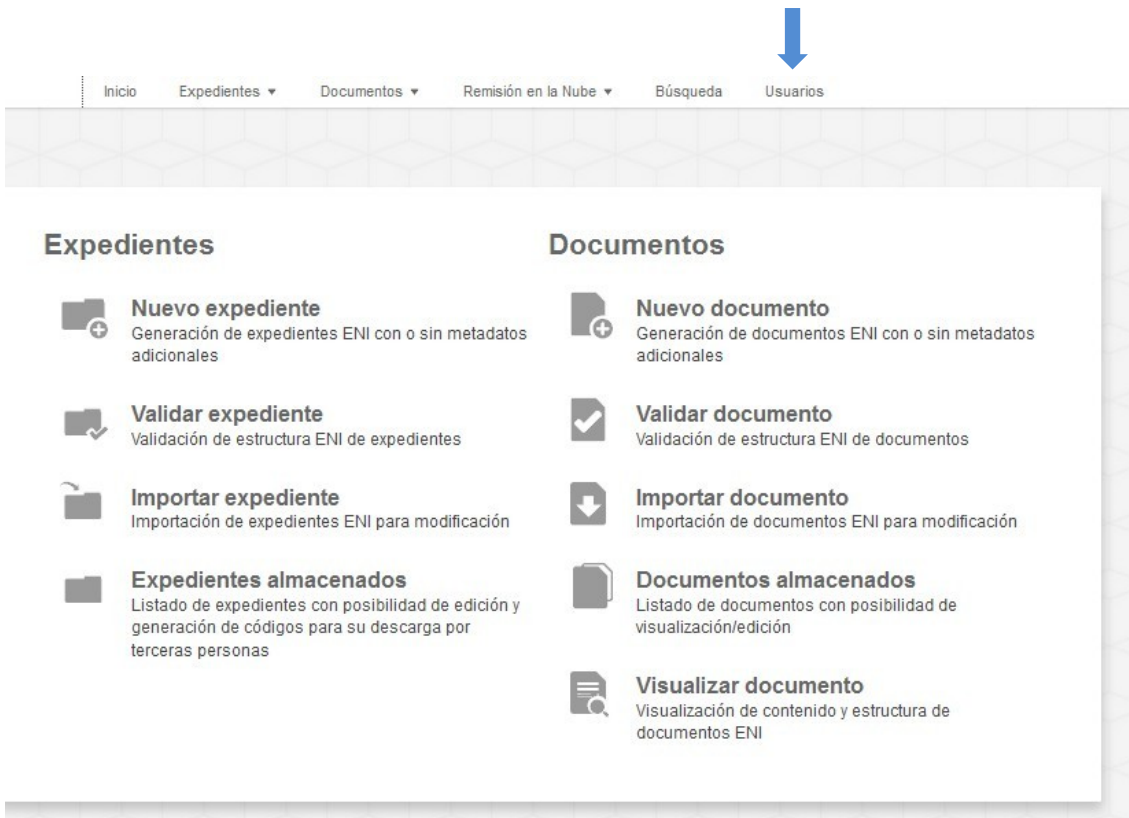 Inicio Expedientes Documentos Remisión en la Nube Búsqueda Usuarios
Expedientes
Nuevo expediente
Generación de expedientes ENI con o sin metadatos
adicionales
Validar expediente
Validación de estructura ENI de expedientes
Importar expediente
Importación de expedientes ENI para modificación
Expedientes almacenados
Listado de expedientes con posibilidad de edición y
generación de códigos para su descarga por
terceras personas
Documentos
Nuevo documento
Generación de documentos ENI con o sin metadatos
adicionales
Validar documento
Validación de estructura ENI de documentos
Importar documento
Importación de documentos ENI para modificación
Documentos almacenados
Listado de documentos con posibilidad de
visualización/edición
Visualizar documento
Visualización de contenido y estructura de
documentos ENI